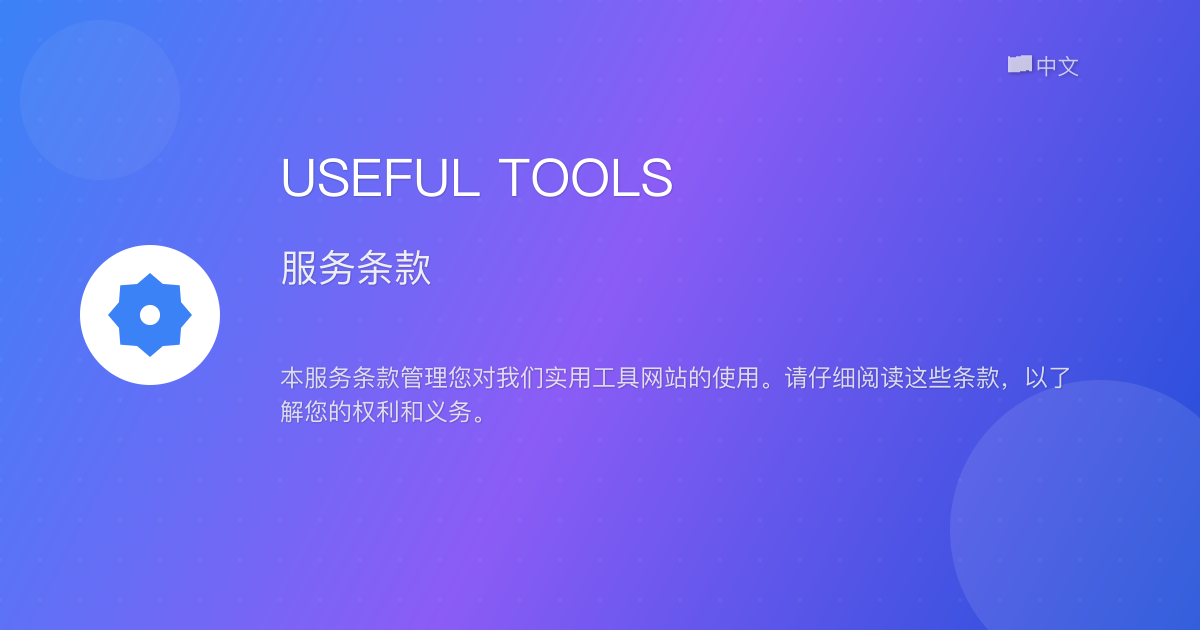 中文
USEFUL TOOLS
服务条款
本服务条款管理您对我们实用工具网站的使用。请仔细阅读这些条款，以了
解您的权利和义务。